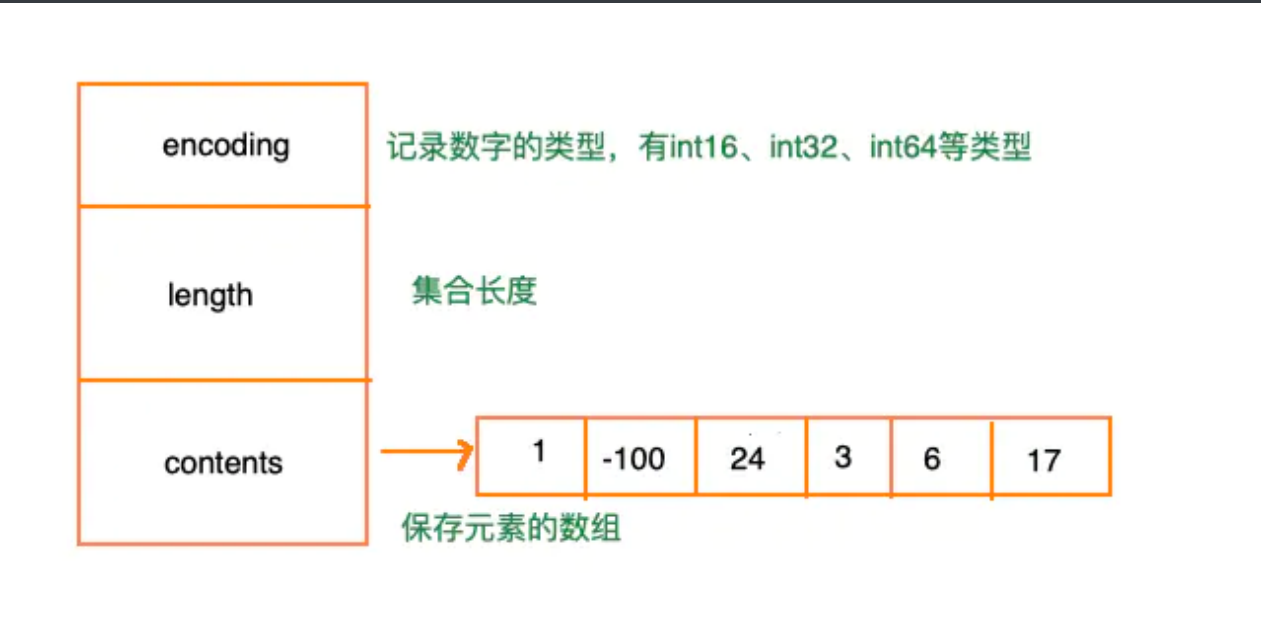 encoding
记录数字的类型，有int16、int32、int64等类型
length
集合长度
contents
1 -100 24 3 6 17
保存元素的数组